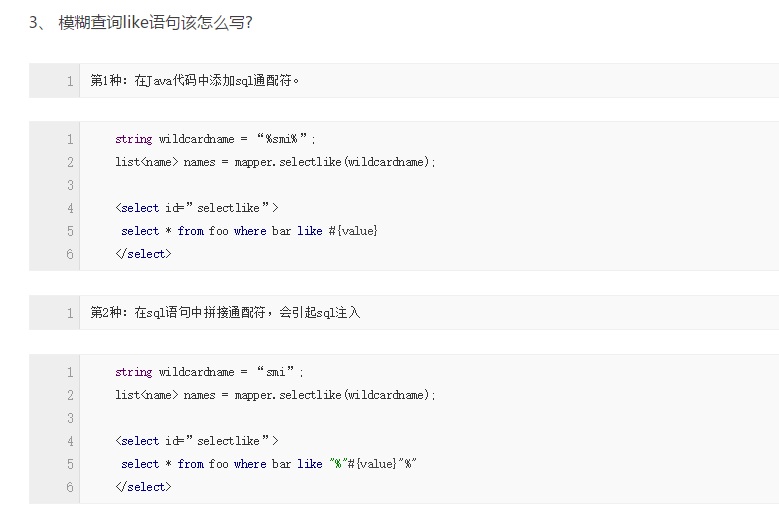 3、 模糊查询like语句该怎么写?
1 第1种：在Java代码中添加sql通配符。
1 string wildcardname = “%smi%”;
2 list<name> names = mapper.selectlike(wildcardname);
3
4 <select id=”selectlike”>
5 select * from foo where bar like #{value}
6 </select>
1 第2种：在sql语句中拼接通配符，会引起sql注入
1 string wildcardname = “smi”;
2 list<name> names = mapper.selectlike(wildcardname);
3
4 <select id=”selectlike”>
5 select * from foo where bar like "%"#{value}"%"
6 </select>